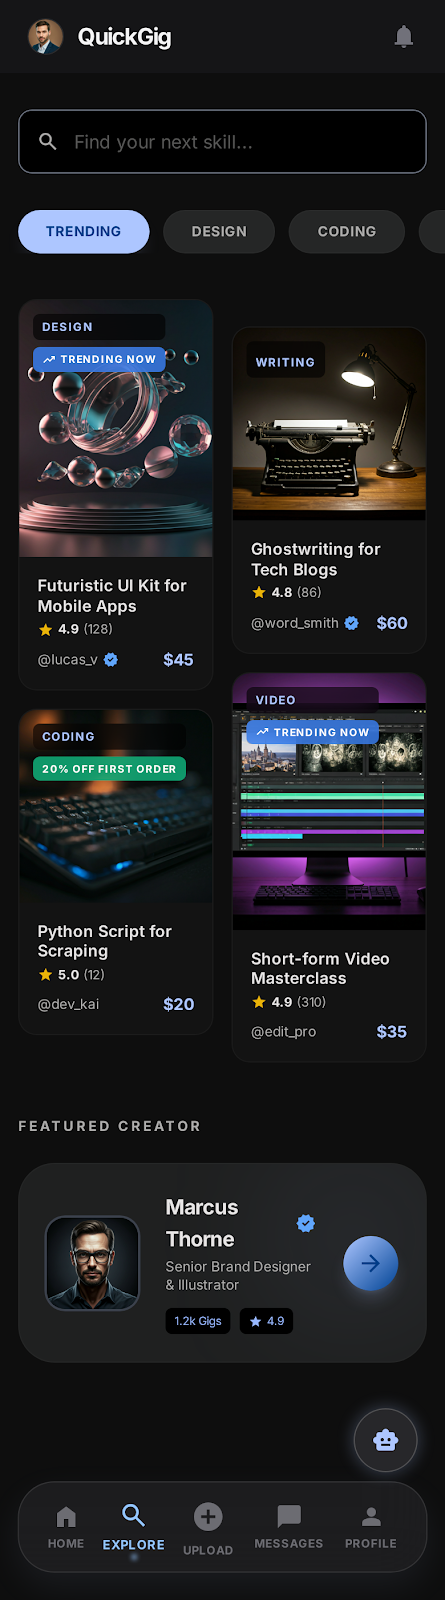 QuickGig
Find your next skill...
TRENDING
DESIGN
CODING
DESIGN
TRENDING NOW
Futuristic UI Kit for
Mobile Apps
4.9 (128)
@lucas_v
$45
WRITING
Ghostwriting for
Tech Blogs
4.8 (86)
@word_smith
$60
CODING
20% OFF FIRST ORDER
Python Script for
Scraping
5.0 (12)
@dev_kai
$20
VIDEO
TRENDING NOW
Short-form Video
Masterclass
4.9 (310)
@edit_pro
$35
FEATURED CREATOR
Marcus
Thorne
Senior Brand Designer
& Illustrator
1.2k Gigs
4.9
HOME
EXPLORE
UPLOAD
MESSAGES
PROFILE